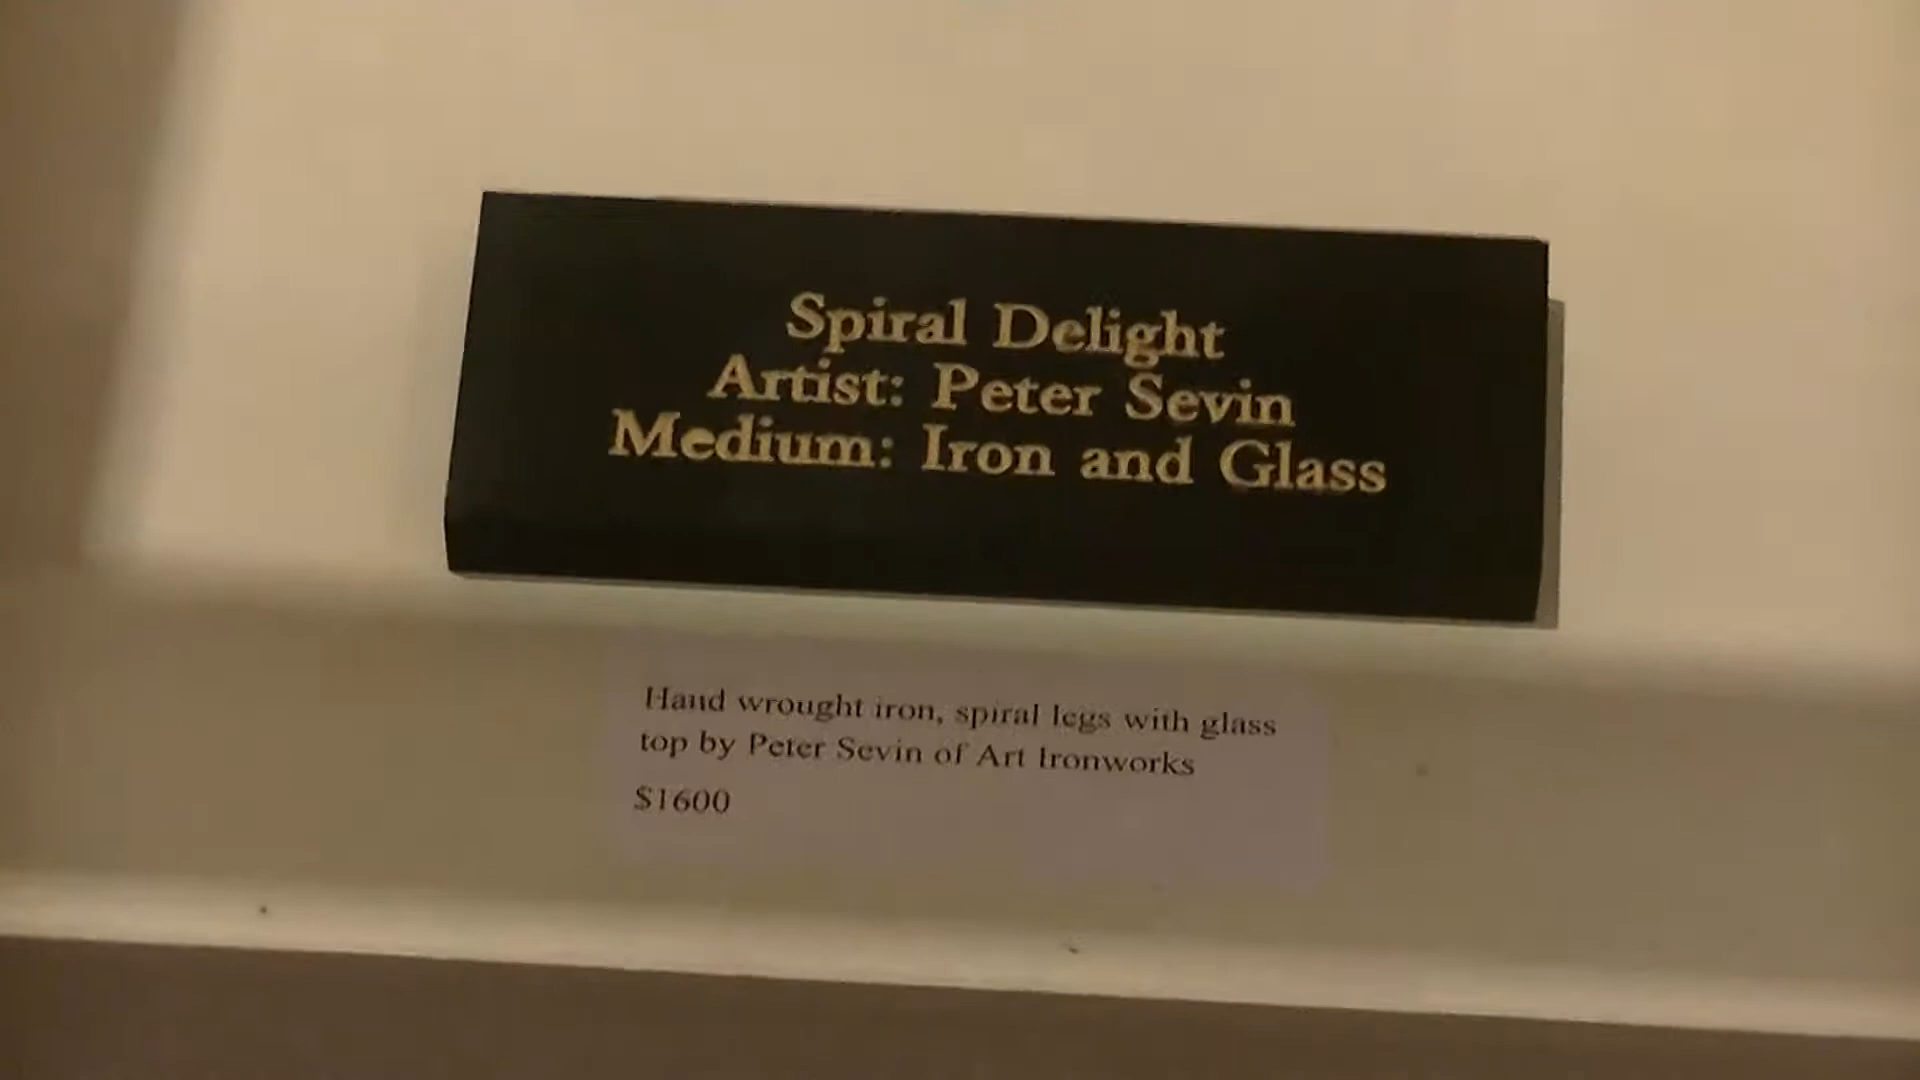 Spiral Delight
Artist: Peter Sevin
Medium: Iron and Glass
Hand wrought iron, spiral legs with glass
top by Peter Sevin of Art Ironworks
$1600